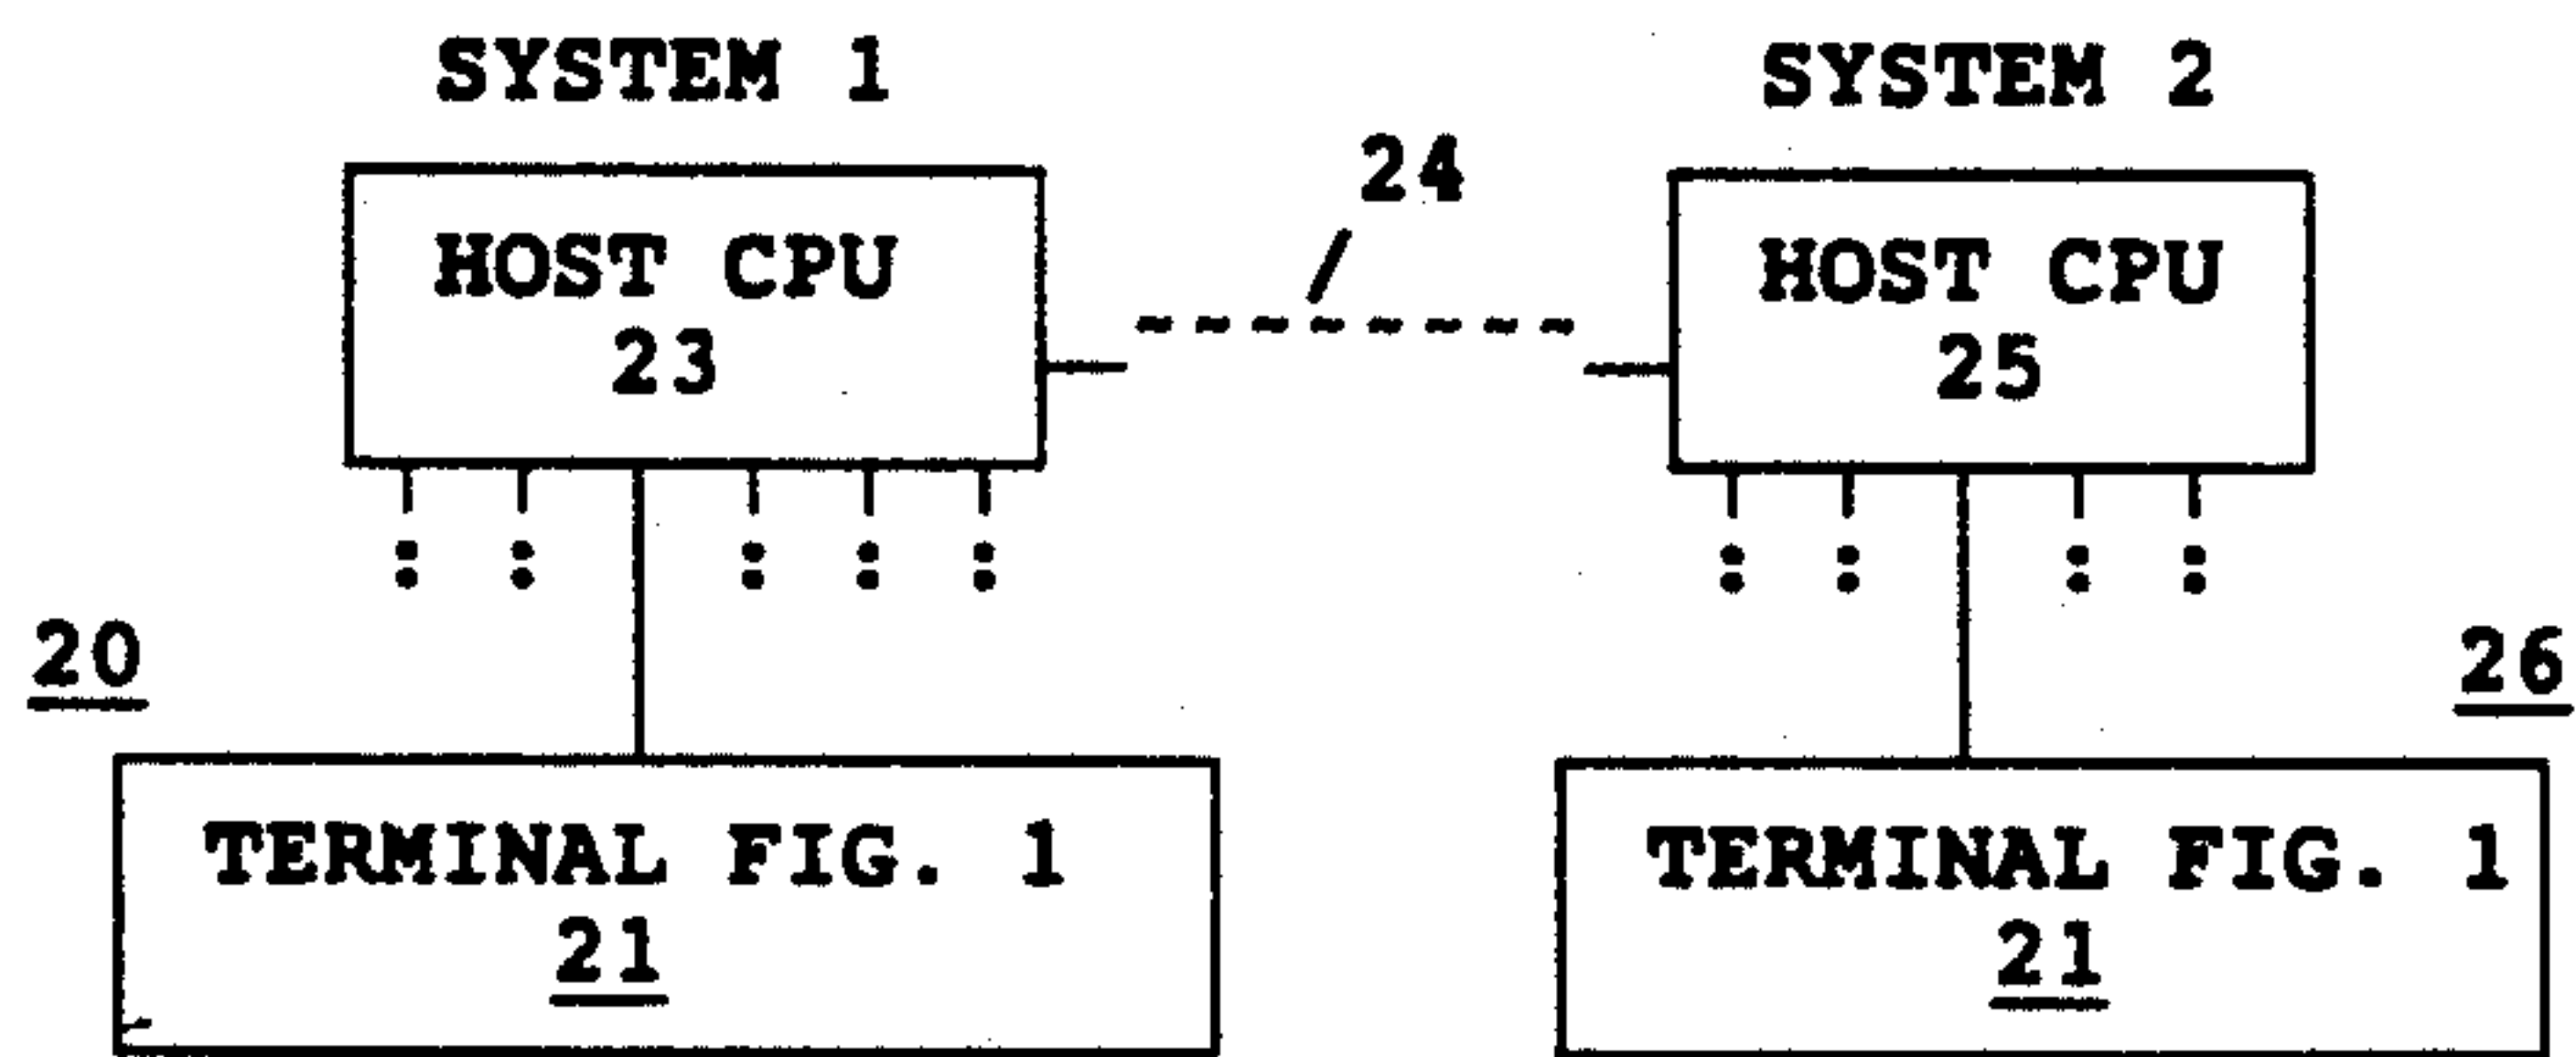 SYSTEM 1
SYSTEM 2
24
HOST CPU
23
HOST CPU
25
20
26
TERMINAL FIG. 1
21
TERMINAL FIG. 1
21